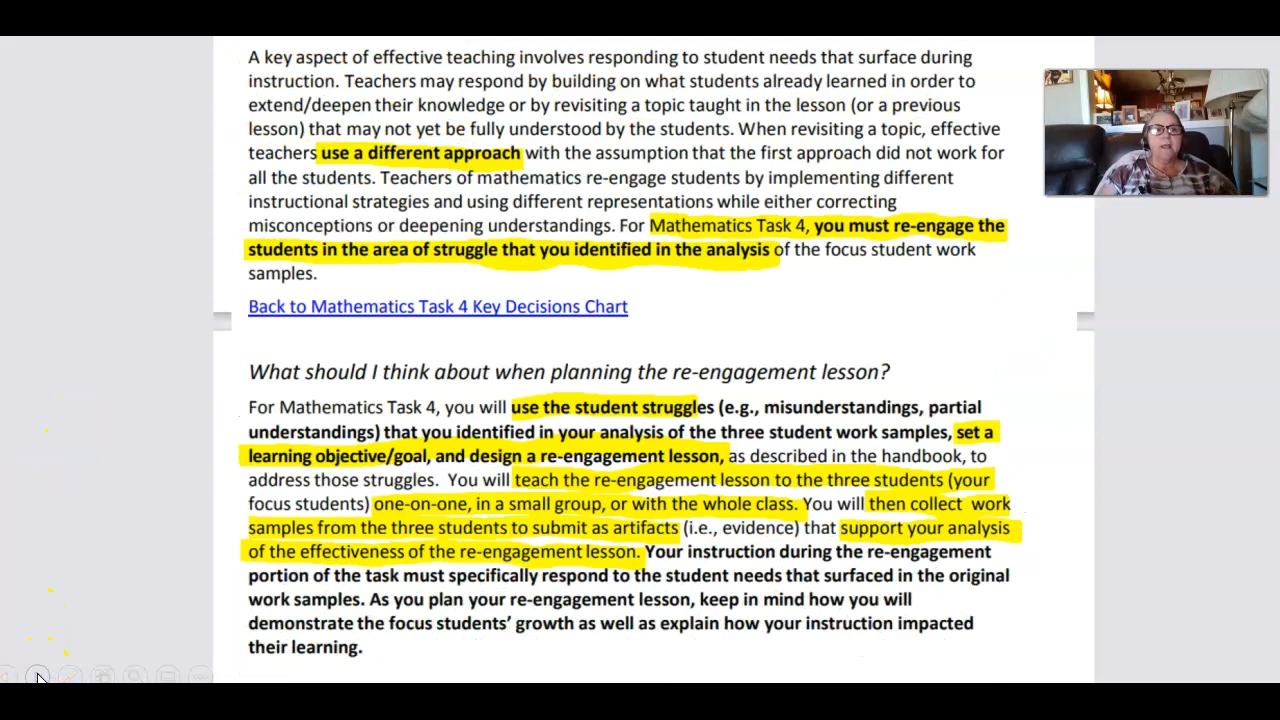 A key aspect of effective teaching involves responding to student needs that surface during
instruction. Teachers may respond by building on what students already learned in order to
extend/deepen their knowledge or by revisiting a topic taught in the lesson (or a previous
lesson) that may not yet be fully understood by the students. When revisiting a topic, effective
teachers use a different approach with the assumption that the first approach did not work for
all the students. Teachers of mathematics re-engage students by implementing different
instructional strategies and using different representations while either correcting
misconceptions or deepening understandings. For Mathematics Task 4, you must re-engage the
students in the area of struggle that you identified in the analysis of the focus student work
samples.
Back to Mathematics Task 4 Key Decisions Chart
What should I think about when planning the re-engagement lesson?
For Mathematics Task 4, you will use the student struggles (e.g., misunderstandings, partial
understandings) that you identified in your analysis of the three student work samples, set a
learning objective/goal, and design a re-engagement lesson, as described in the handbook, to
address those struggles. You will teach the re-engagement lesson to the three students (your
focus students) one-on-one, in a small group, or with the whole class. You will then collect work
samples from the three students to submit as artifacts (i.e., evidence) that support your analysis
of the effectiveness of the re-engagement lesson. Your instruction during the re-engagement
portion of the task must specifically respond to the student needs that surfaced in the original
work samples. As you plan your re-engagement lesson, keep in mind how you will
demonstrate the focus students' growth as well as explain how your instruction impacted
their learning.